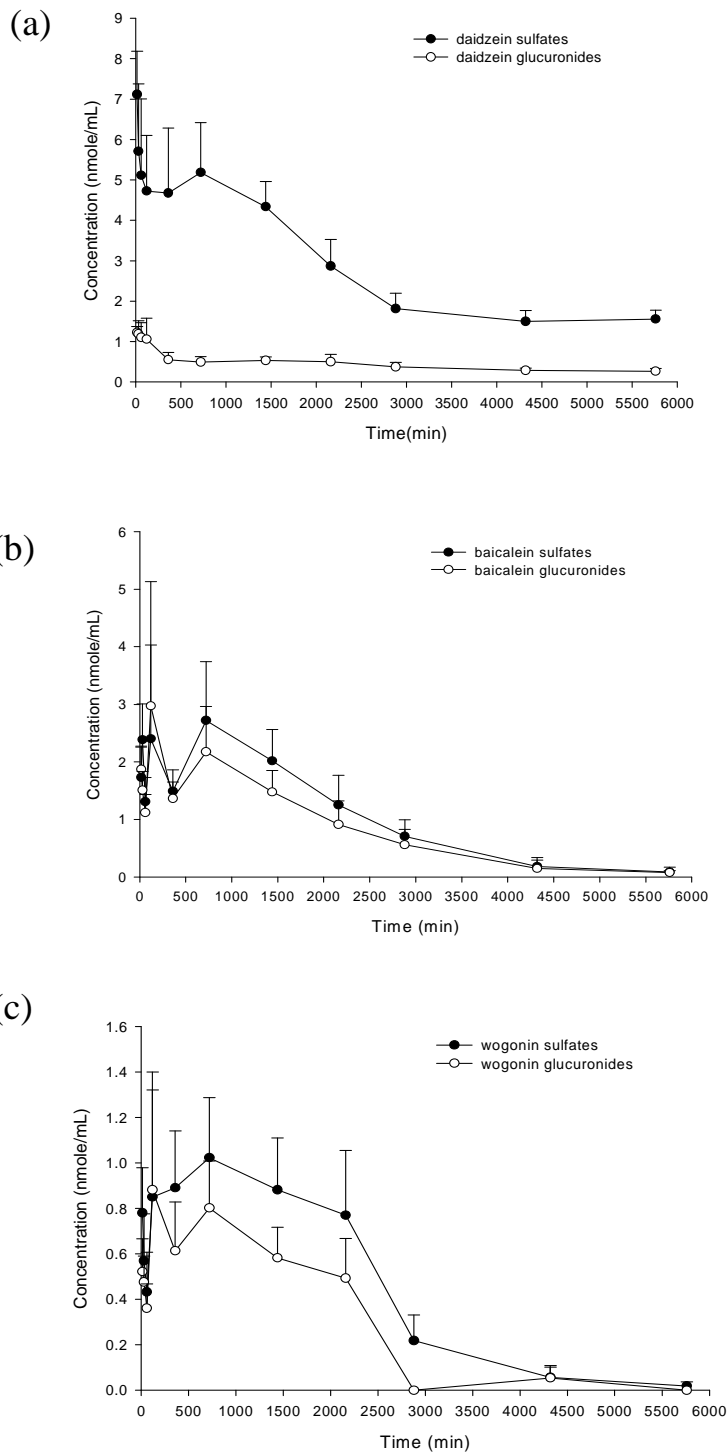 (a)
daidzein sulfates
daidzein glucuronides
Concentration (nmole/mL)
9
8
7
6
5
4
3
2
1
0
0 500 1000 1500 2000 2500 3000 3500 4000 4500 5000 5500 6000
Time(min)
(b)
baicalein sulfates
baicalein glucuronides
Concentration (nmole/mL)
6
5
4
3
2
1
0
0 500 1000 1500 2000 2500 3000 3500 4000 4500 5000 5500 6000
Time (min)
(c)
wogonin sulfates
wogonin glucuronides
Concentration (nmole/mL)
1.6
1.4
1.2
1.0
0.8
0.6
0.4
0.2
0.0
0 500 1000 1500 2000 2500 3000 3500 4000 4500 5000 5500 6000
Time (min)